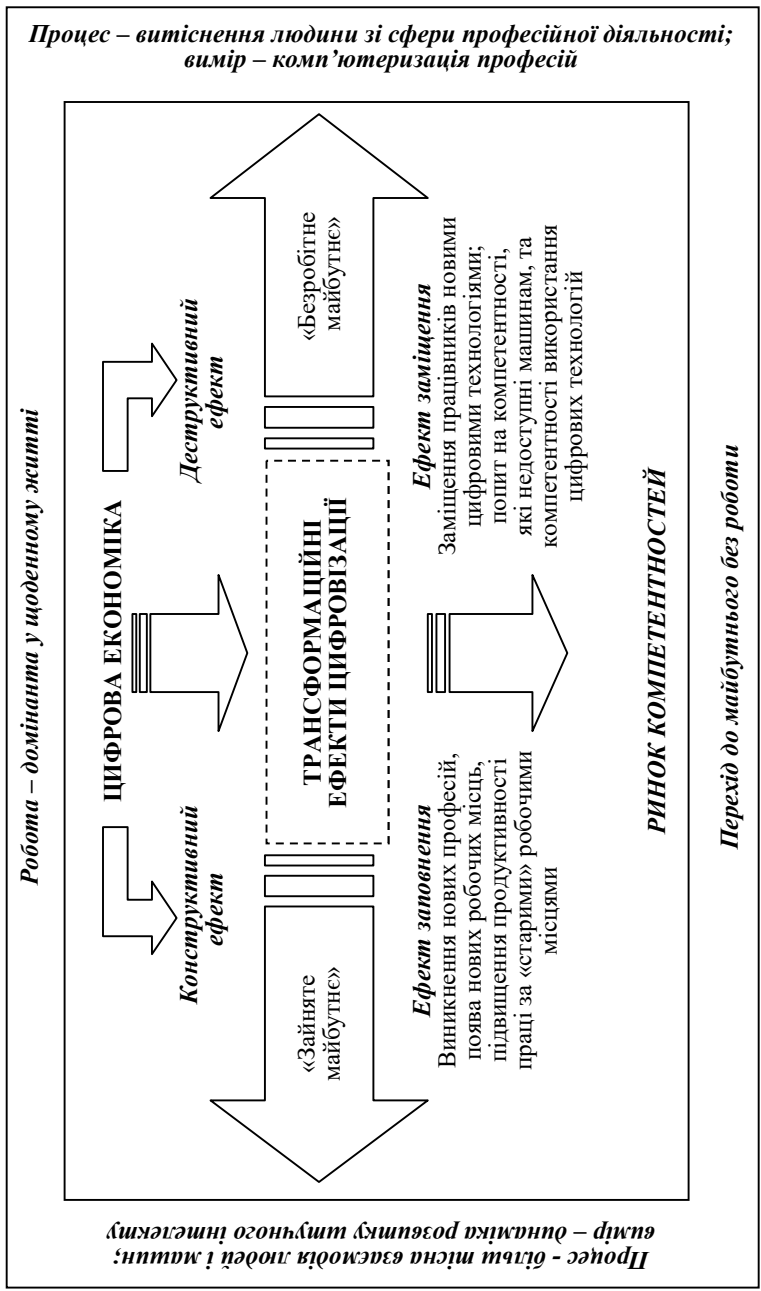 Робота – домінанта у щоденному житті
Процес - більш тісна взаємодія людей і машин;
вимір – динаміка розвитку штучного інтелекту
ЦИФРОВА ЕКОНОМІКА
Конструктивний
ефект
Деструктивний
ефект
«Зайняте
майбутнє»
ТРАНСФОРМАЦІЙНІ
ЕФЕКТИ ЦИФРОВІЗАЦІЇ
«Безробітне
майбутнє»
Ефект заповнення
Виникнення нових професій,
поява нових робочих місць,
підвищення продуктивності
праці за «старими» робочими
місцями
Ефект заміщення
Заміщення працівників новими
цифровими технологіями;
попит на компетентності,
які недоступні машинам, та
компетентності використання
цифрових технологій
РИНОК КОМПЕТЕНТНОСТЕЙ
Процес – витіснення людини зі сфери професійної діяльності;
вимір – комп’ютеризація професій
Перехід до майбутнього без роботи